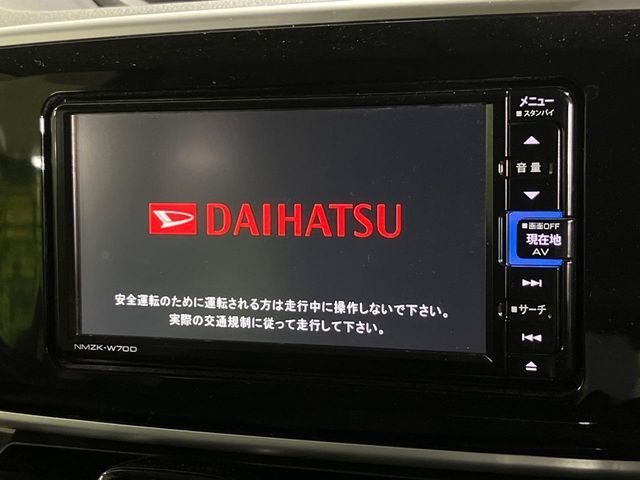 DAIHATSU
安全運転のために運転される方は走行中に操作しないで下さい。
実際の交通規制に従って走行して下さい。
NMZK-W70D
メニュー
■スタンバイ
音量
■画面OFF
現在地
AV
■サーチ